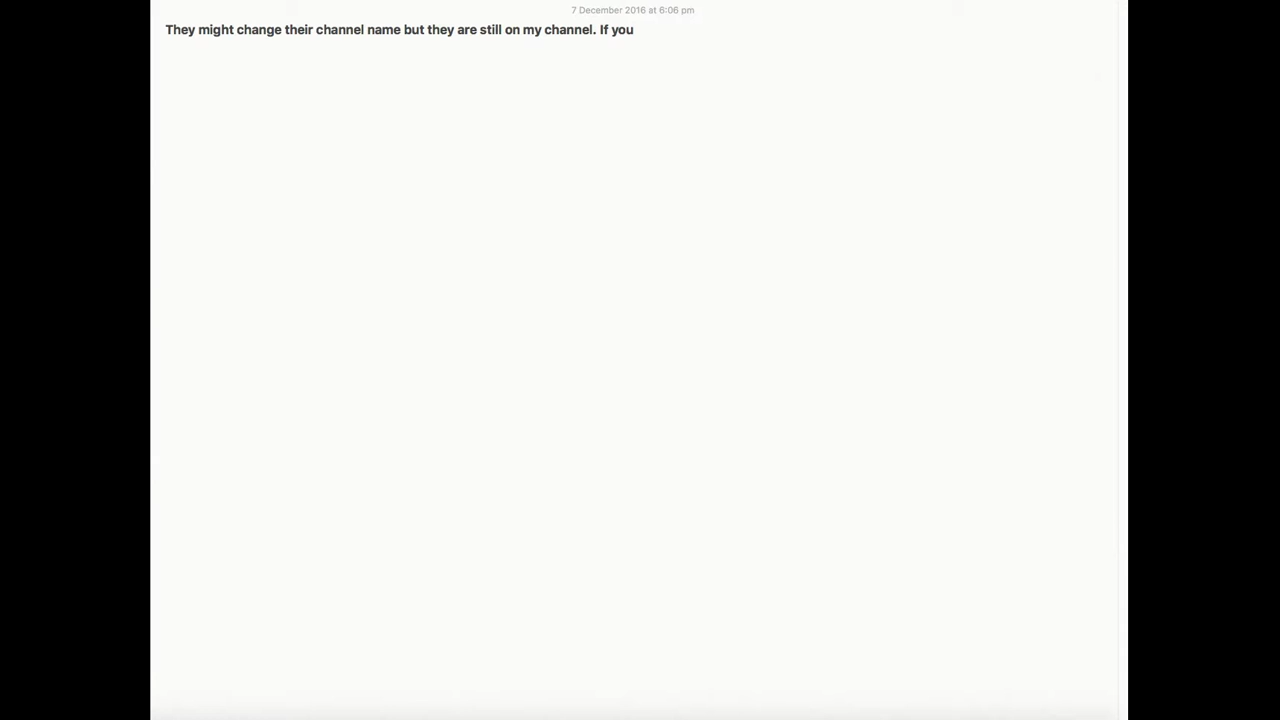 7 December 2016 at 6:06 pm
They might change their channel name but they are still on my channel. If you